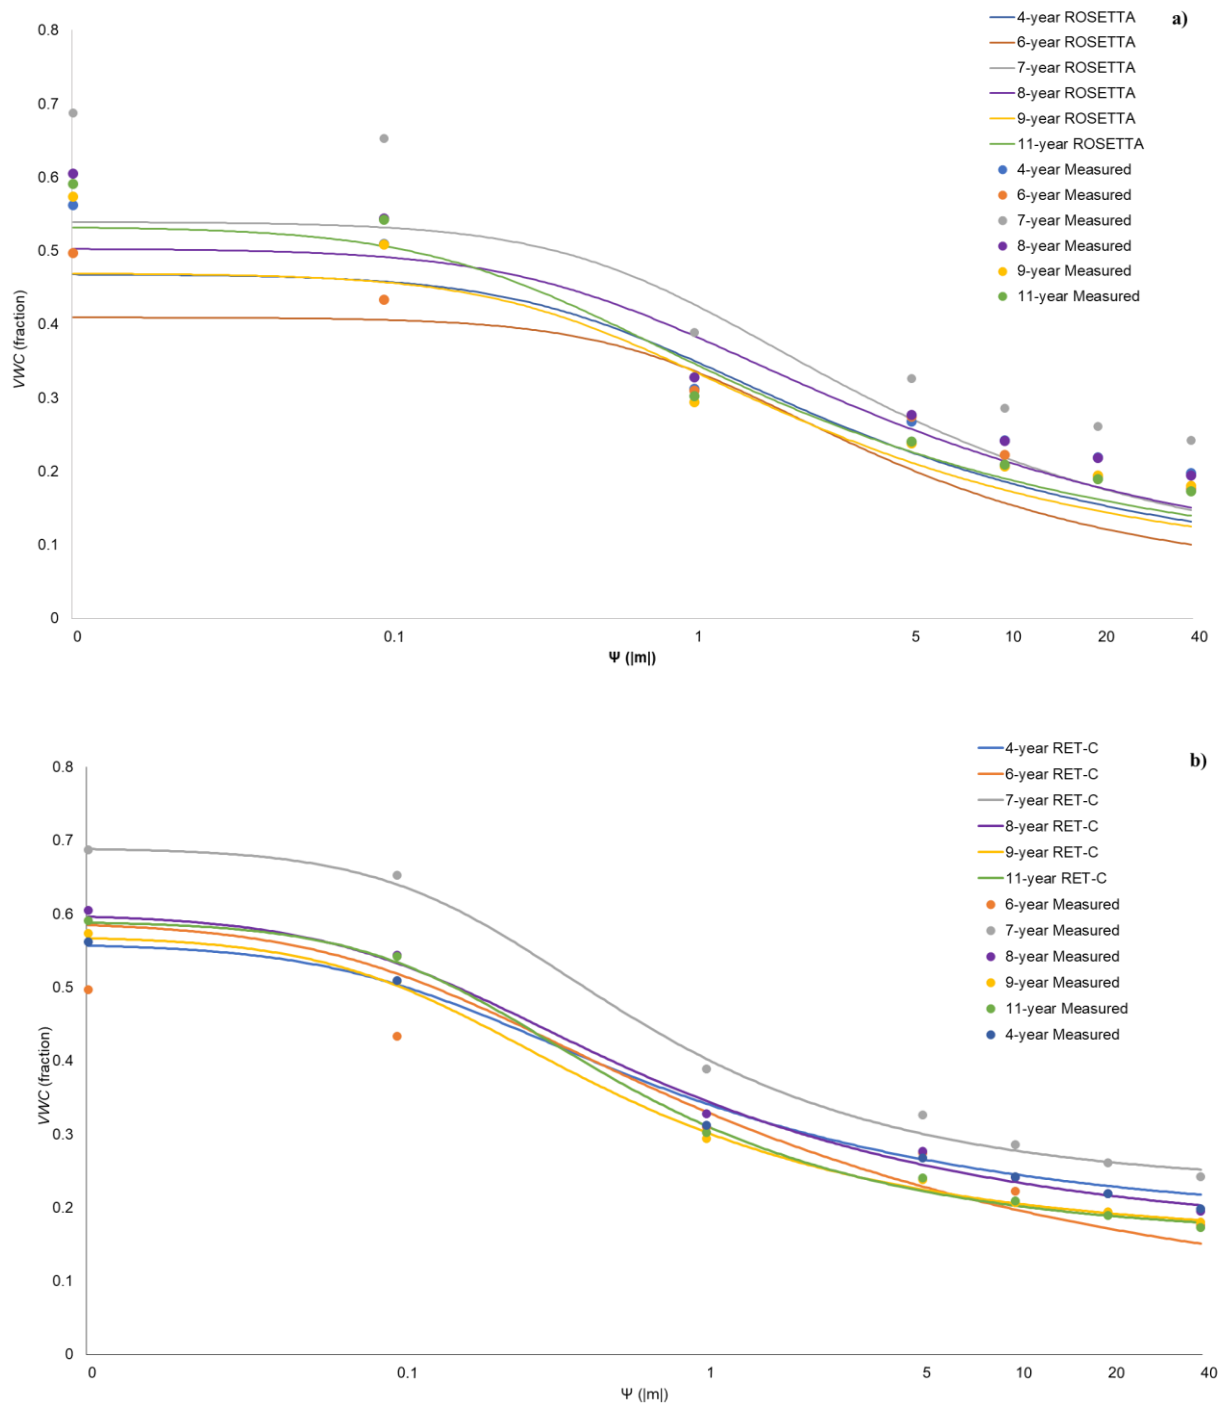 a)
4-year ROSETTA
6-year ROSETTA
7-year ROSETTA
8-year ROSETTA
9-year ROSETTA
11-year ROSETTA
4-year Measured
6-year Measured
7-year Measured
8-year Measured
9-year Measured
11-year Measured
0.8
0.7
0.6
0.5
0.4
0.3
0.2
0.1
0
VWC (fraction)
0 0.1 1 5 10 20 40
Ψ (|m|)
b)
4-year RET-C
6-year RET-C
7-year RET-C
8-year RET-C
9-year RET-C
11-year RET-C
6-year Measured
7-year Measured
8-year Measured
9-year Measured
11-year Measured
4-year Measured
0.8
0.7
0.6
0.5
0.4
0.3
0.2
0.1
0
VWC (fraction)
0 0.1 1 5 10 20 40
Ψ (|m|)